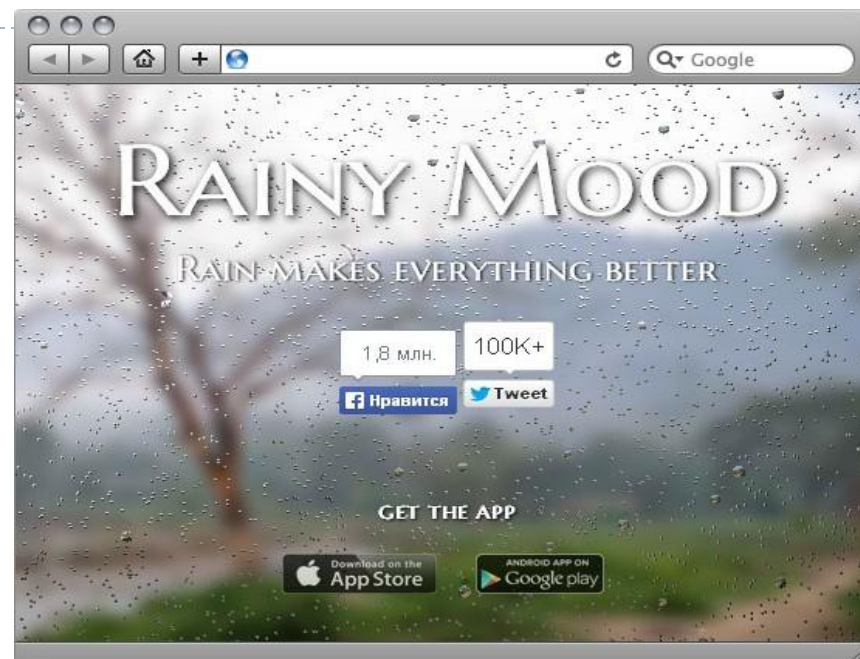 Google
Rainy Mood
Rain makes everything better
1,8 млн.
100K+
Нравится
Tweet
GET THE APP
Download on the
App Store
ANDROID APP ON
Google play